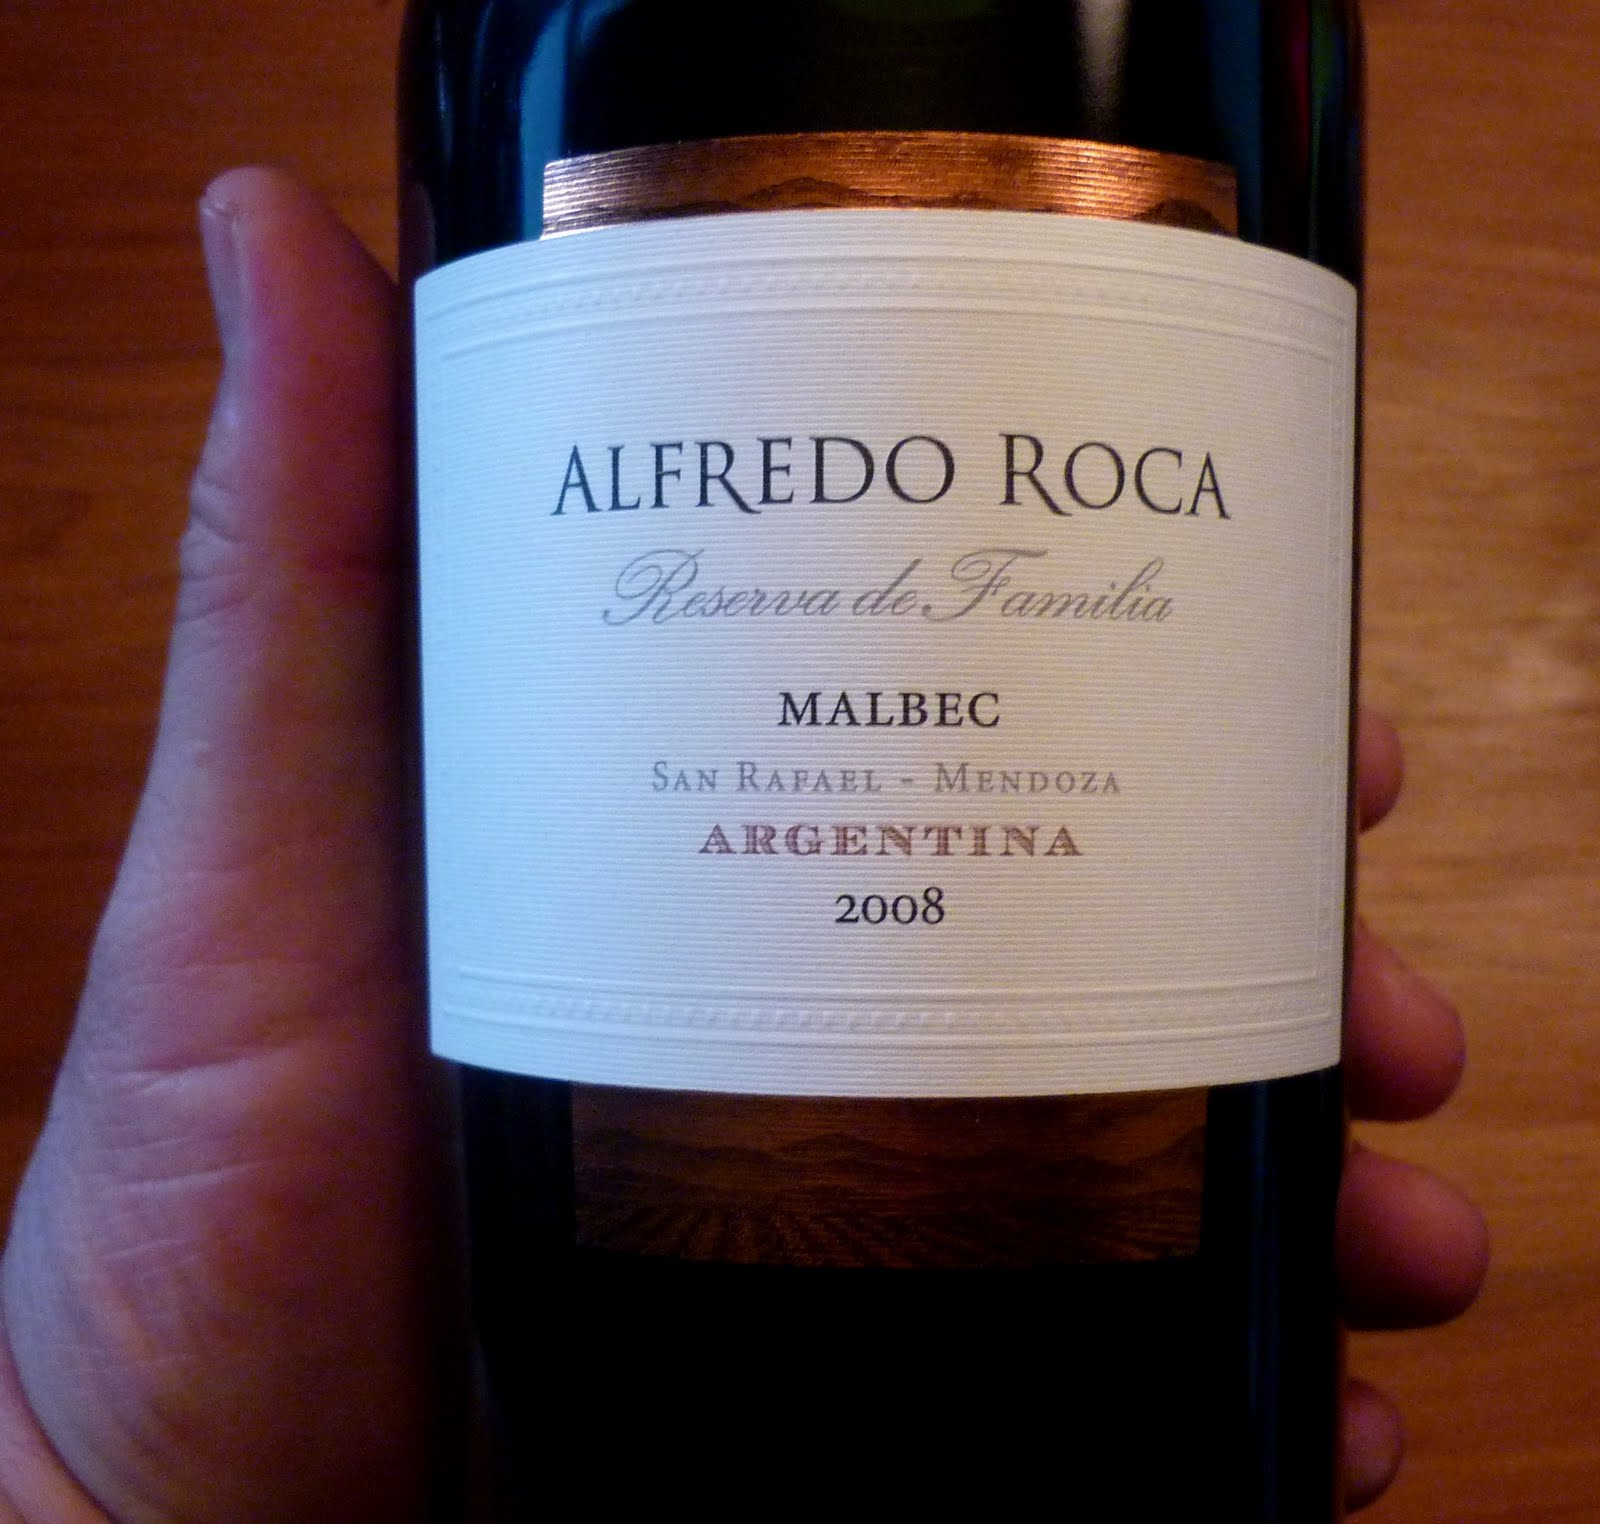 ALFREDO ROCA
Reserva de Familia
MALBEC
SAN RAFAEL - MENDOZA
ARGENTINA
2008